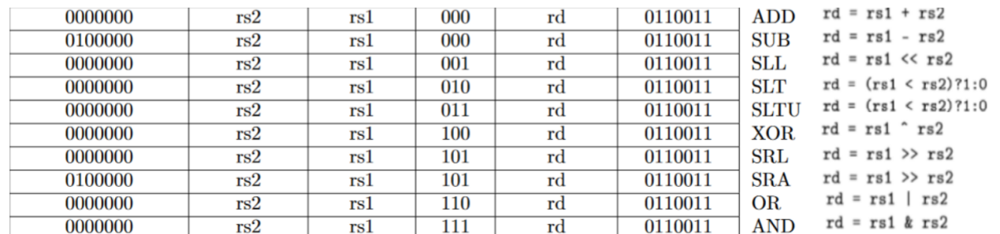 0000000 rs2 rs1 000 rd 0110011 ADD rd = rs1 + rs2
0100000 rs2 rs1 000 rd 0110011 SUB rd = rs1 - rs2
0000000 rs2 rs1 001 rd 0110011 SLL rd = rs1 << rs2
0000000 rs2 rs1 010 rd 0110011 SLT rd = (rs1 < rs2)?1:0
0000000 rs2 rs1 011 rd 0110011 SLTU rd = (rs1 < rs2)?1:0
0000000 rs2 rs1 100 rd 0110011 XOR rd = rs1 ^ rs2
0000000 rs2 rs1 101 rd 0110011 SRL rd = rs1 >> rs2
0100000 rs2 rs1 101 rd 0110011 SRA rd = rs1 >> rs2
0000000 rs2 rs1 110 rd 0110011 OR rd = rs1 | rs2
0000000 rs2 rs1 111 rd 0110011 AND rd = rs1 & rs2